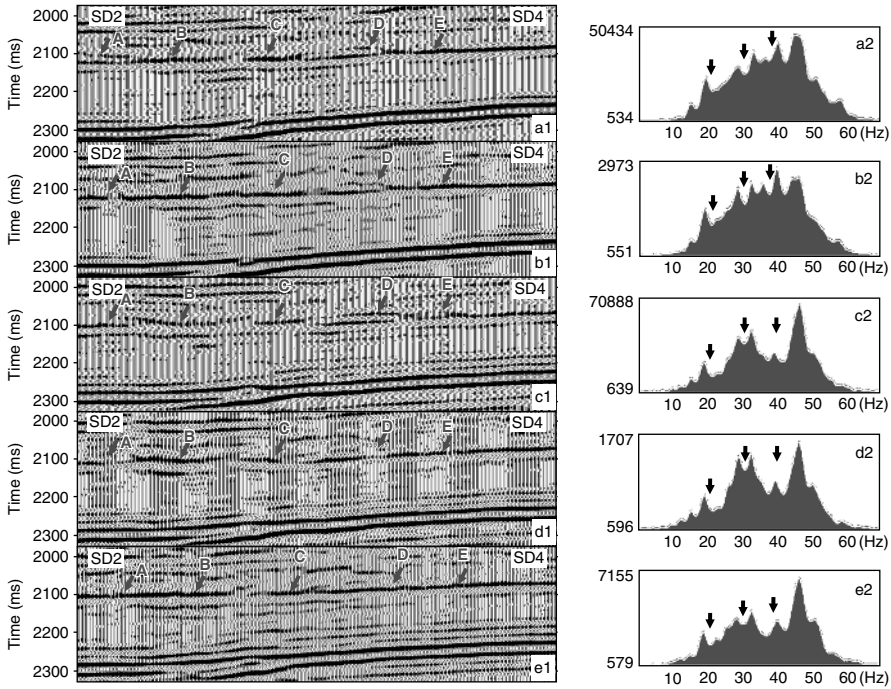 Time (ms)
2000
2100
2200
2300
SD2
SD4
A
B
C
D
E
a1
50434
534
a2
10 20 30 40 50 60 (Hz)
Time (ms)
2000
2100
2200
2300
SD2
SD4
A
B
C
D
E
b1
2973
551
b2
10 20 30 40 50 60 (Hz)
Time (ms)
2000
2100
2200
2300
SD2
SD4
A
B
C
D
E
c1
70888
639
c2
10 20 30 40 50 60 (Hz)
Time (ms)
2000
2100
2200
2300
SD2
SD4
A
B
C
D
E
d1
1707
596
d2
10 20 30 40 50 60 (Hz)
Time (ms)
2000
2100
2200
2300
SD2
SD4
A
B
C
D
E
e1
7155
579
e2
10 20 30 40 50 60 (Hz)